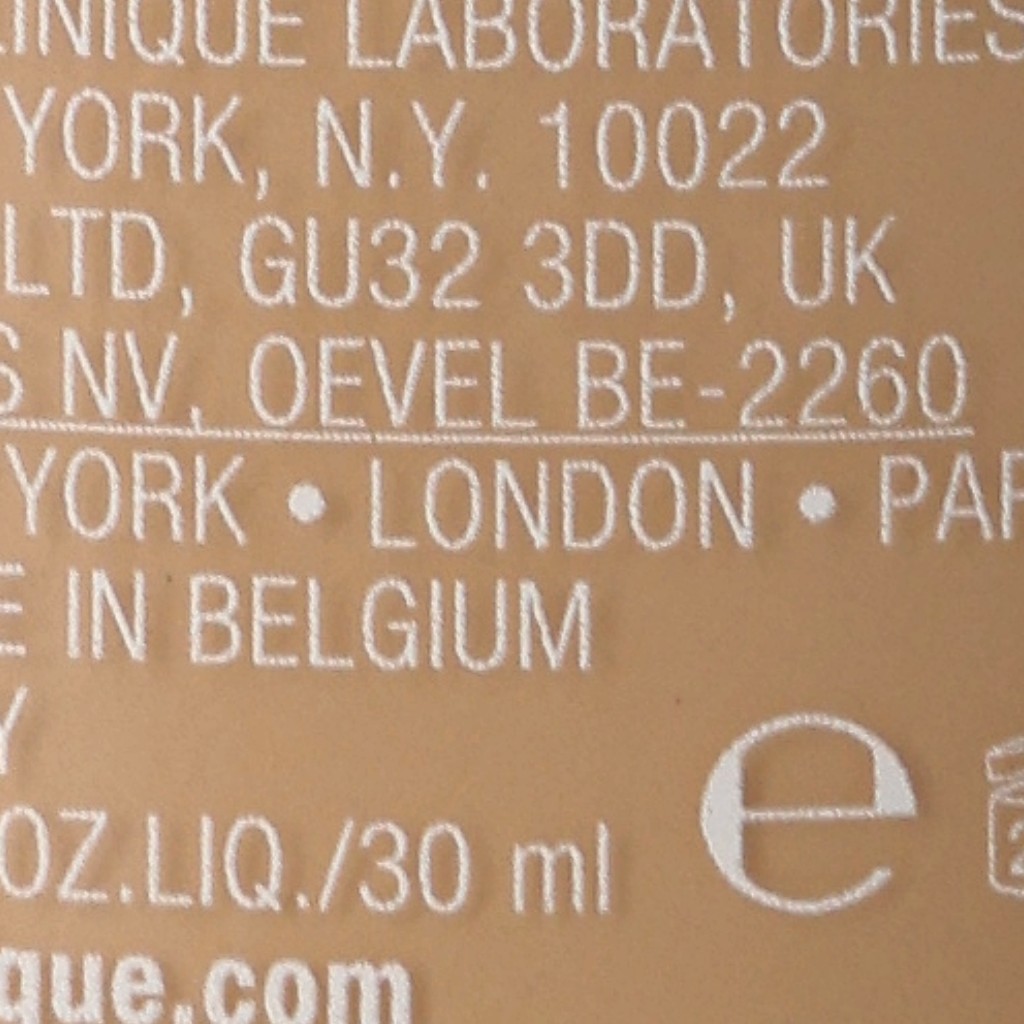 LINIQUE LABORATORIES
YORK, N.Y. 10022
LTD, GU32 3DD, UK
S NV, OEVEL BE-2260
YORK • LONDON • PAR
E IN BELGIUM
Y
OZ.LIQ./30 ml e
que.com